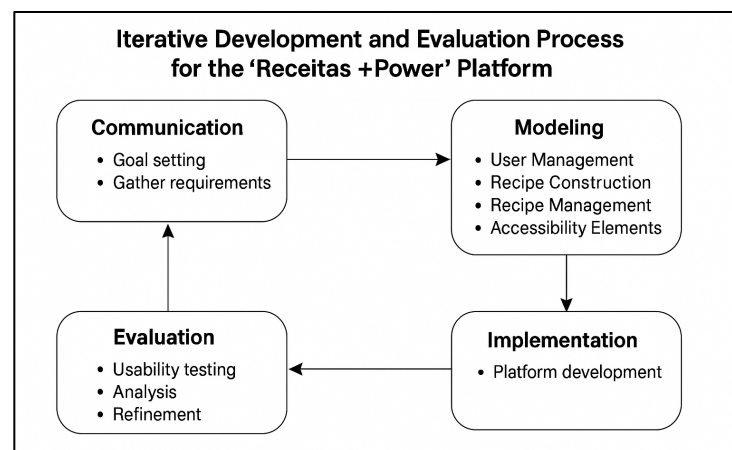 Iterative Development and Evaluation Process
for the ‘Receitas +Power’ Platform
Communication
• Goal setting
• Gather requirements
Modeling
• User Management
• Recipe Construction
• Recipe Management
• Accessibility Elements
Evaluation
• Usability testing
• Analysis
• Refinement
Implementation
• Platform development